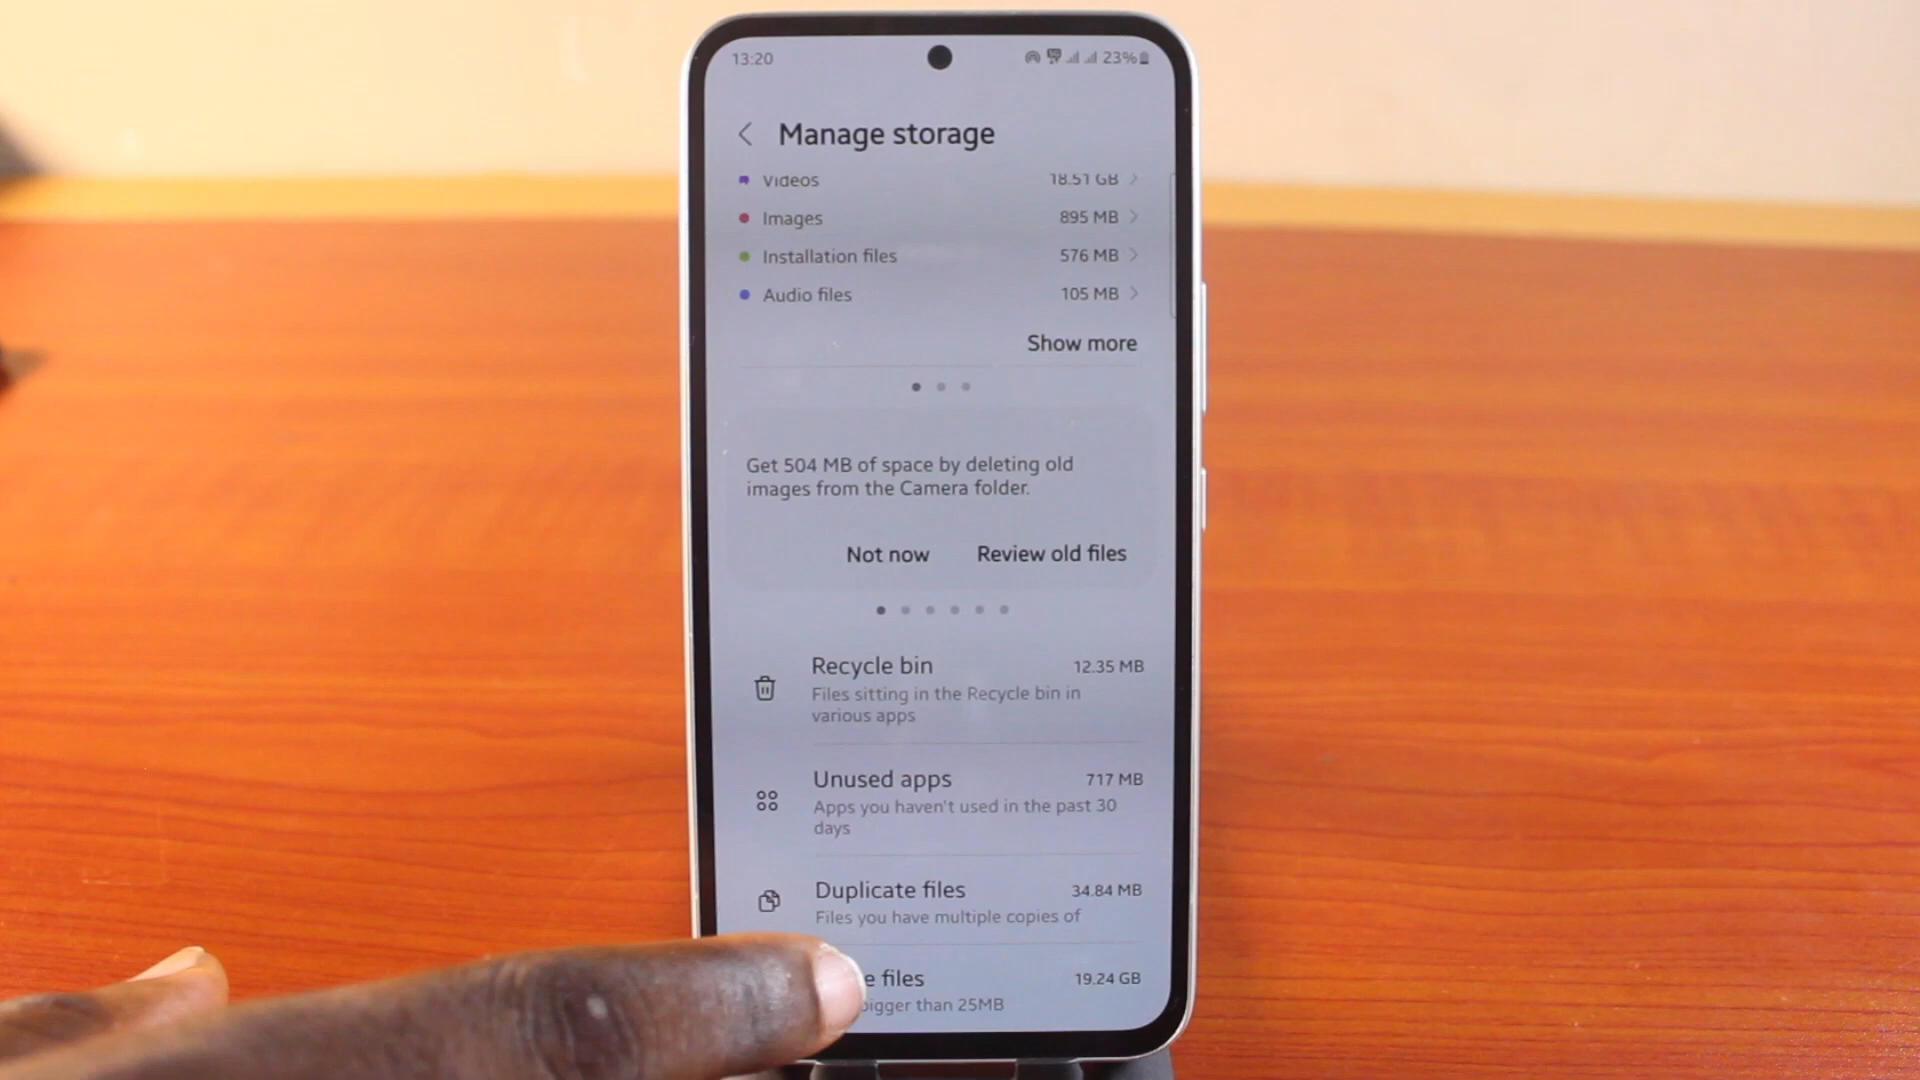 13:20
23%
Manage storage
Videos 18.51 GB
Images 895 MB
Installation files 576 MB
Audio files 105 MB
Show more
Get 504 MB of space by deleting old
images from the Camera folder.
Not now Review old files
Recycle bin 12.35 MB
Files sitting in the Recycle bin in
various apps
Unused apps 717 MB
Apps you haven't used in the past 30
days
Duplicate files 34.84 MB
Files you have multiple copies of
files 19.24 GB
bigger than 25MB